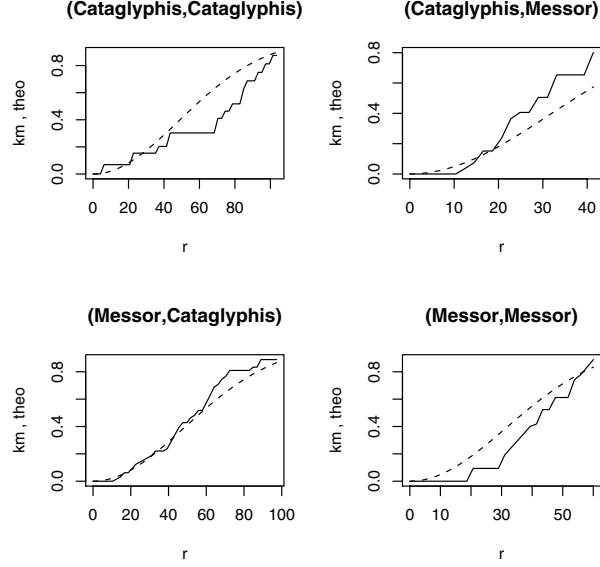 (Cataglyphis,Cataglyphis)
km , theo
0.0 0.4 0.8
0 20 40 60 80
r
(Cataglyphis,Messor)
km , theo
0.0 0.4 0.8
0 10 20 30 40
r
(Messor,Cataglyphis)
km , theo
0.0 0.4 0.8
0 20 40 60 80 100
r
(Messor,Messor)
km , theo
0.0 0.4 0.8
0 10 30 50
r